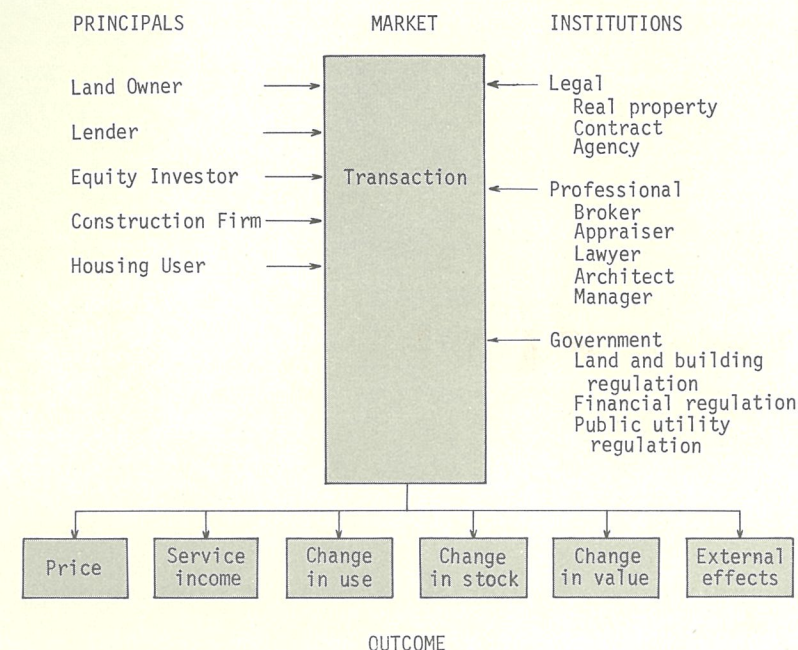 PRINCIPALS
MARKET
INSTITUTIONS
Land Owner
Lender
Equity Investor
Construction Firm
Housing User
Transaction
Legal
Real property
Contract
Agency
Professional
Broker
Appraiser
Lawyer
Architect
Manager
Government
Land and building
regulation
Financial regulation
Public utility
regulation
Price
Service
income
Change
in use
Change
in stock
Change
in value
External
effects
OUTCOME